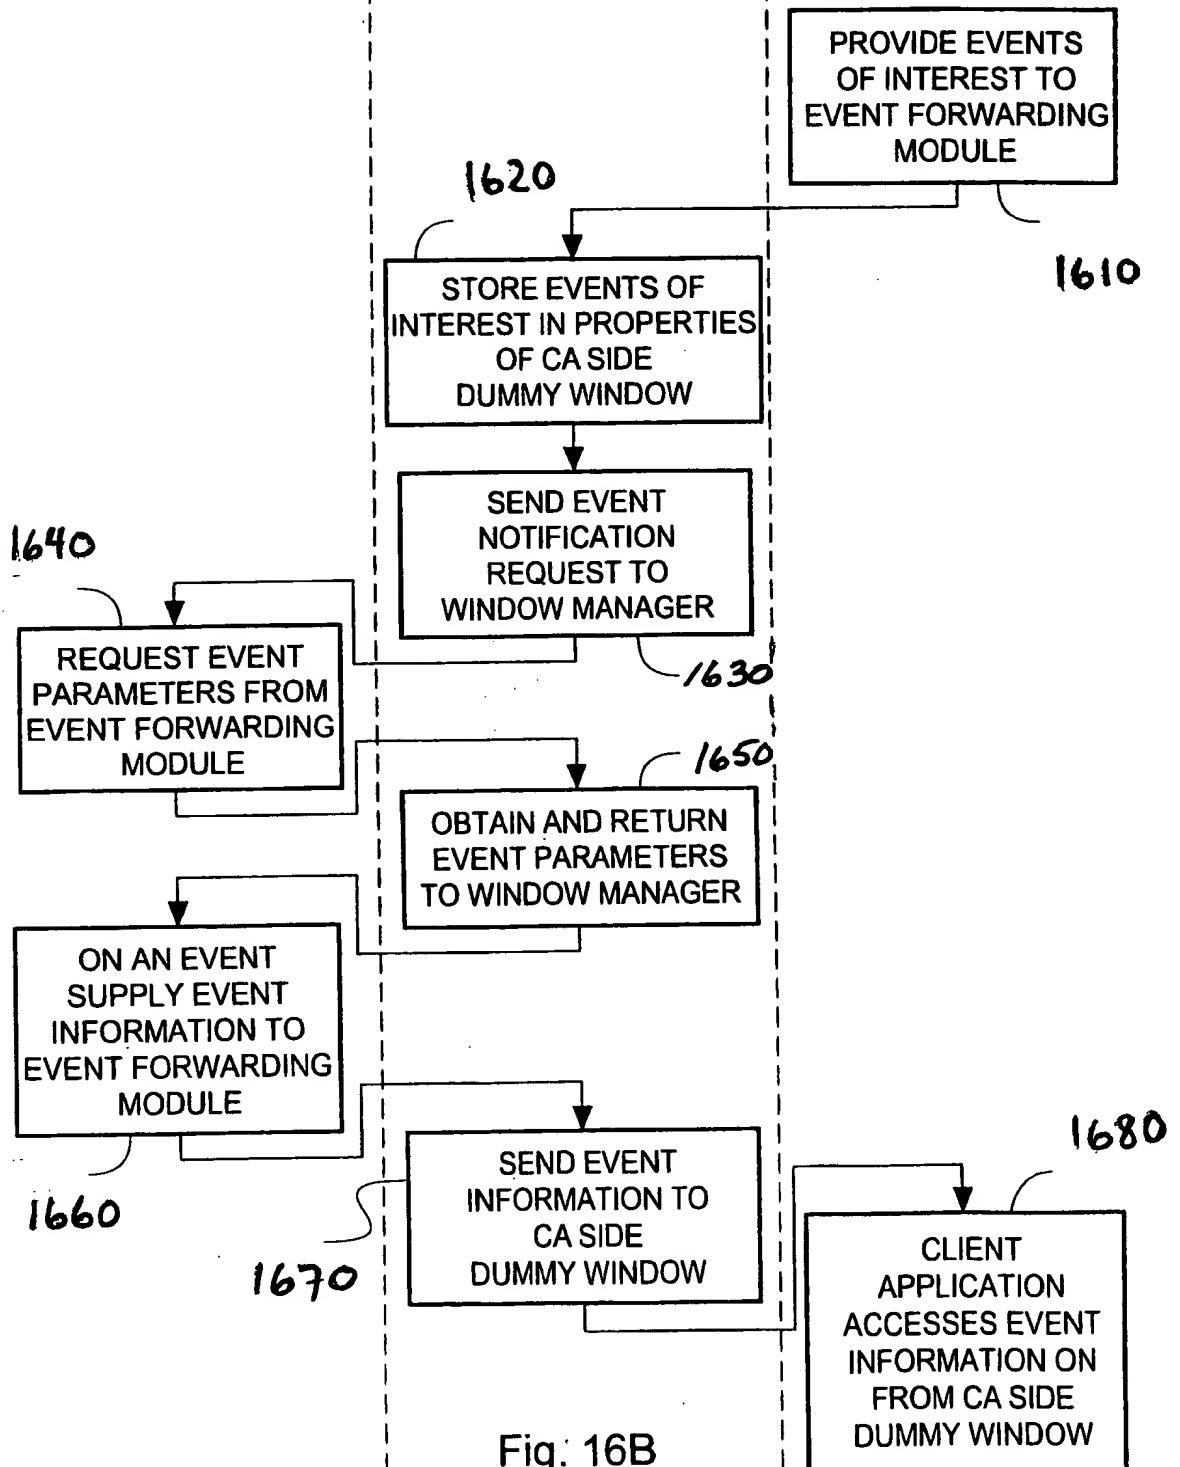 PROVIDE EVENTS
OF INTEREST TO
EVENT FORWARDING
MODULE
1610
1620
STORE EVENTS OF
INTEREST IN PROPERTIES
OF CA SIDE
DUMMY WINDOW
SEND EVENT
NOTIFICATION
REQUEST TO
WINDOW MANAGER
1630
1640
REQUEST EVENT
PARAMETERS FROM
EVENT FORWARDING
MODULE
1650
OBTAIN AND RETURN
EVENT PARAMETERS
TO WINDOW MANAGER
ON AN EVENT
SUPPLY EVENT
INFORMATION TO
EVENT FORWARDING
MODULE
1660
SEND EVENT
INFORMATION TO
CA SIDE
DUMMY WINDOW
1670
1680
CLIENT
APPLICATION
ACCESSES EVENT
INFORMATION ON
FROM CA SIDE
DUMMY WINDOW
Fig. 16B